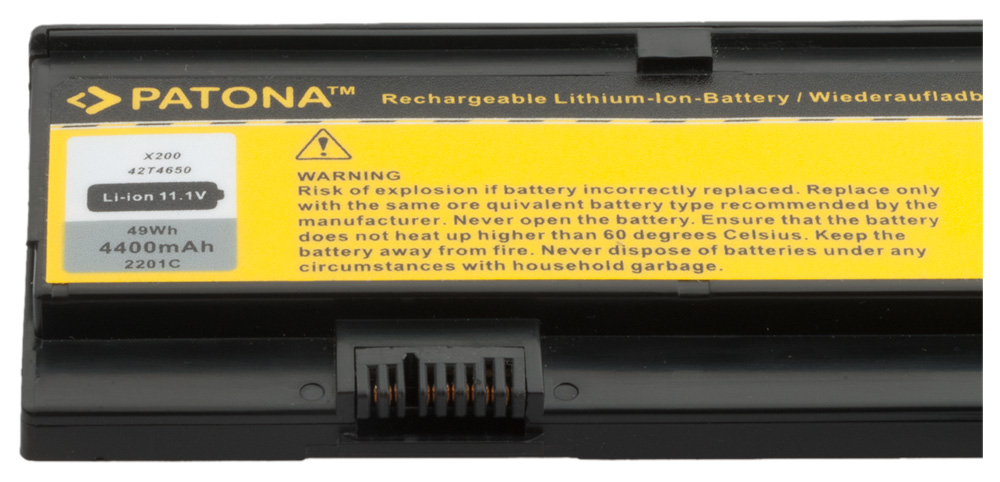 PATONA™ Rechargeable Lithium-Ion-Battery / Wiederaufladb
X200
42T4650
Li-ion 11.1V
49Wh
4400mAh
2201C
WARNING
Risk of explosion if battery incorrectly replaced. Replace only
with the same ore quivalent battery type recommended by the
manufacturer. Never open the battery. Ensure that the battery
does not heat up higher than 60 degrees Celsius. Keep the
battery away from fire. Never dispose of batteries under any
circumstances with household garbage.